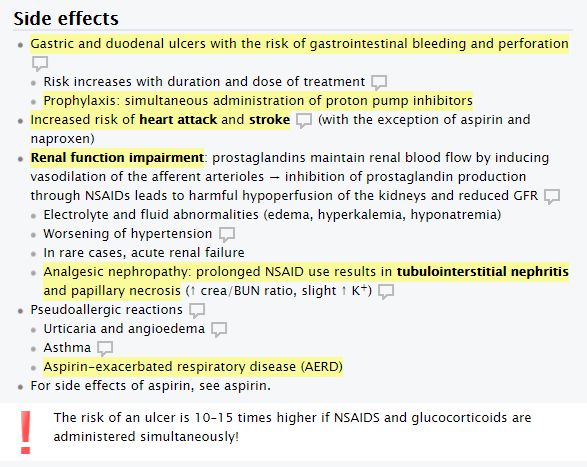 Side effects
Gastric and duodenal ulcers with the risk of gastrointestinal bleeding and perforation
Risk increases with duration and dose of treatment
Prophylaxis: simultaneous administration of proton pump inhibitors
Increased risk of heart attack and stroke (with the exception of aspirin and
naproxen)
Renal function impairment: prostaglandins maintain renal blood flow by inducing
vasodilation of the afferent arterioles → inhibition of prostaglandin production
through NSAIDs leads to harmful hypoperfusion of the kidneys and reduced GFR
Electrolyte and fluid abnormalities (edema, hyperkalemia, hyponatremia)
Worsening of hypertension
In rare cases, acute renal failure
Analgesic nephropathy: prolonged NSAID use results in tubulointerstitial nephritis
and papillary necrosis (↑ crea/BUN ratio, slight ↑ K⁺)
Pseudoallergic reactions
Urticaria and angioedema
Asthma
Aspirin-exacerbated respiratory disease (AERD)
For side effects of aspirin, see aspirin.
The risk of an ulcer is 10-15 times higher if NSAIDS and glucocorticoids are
administered simultaneously!